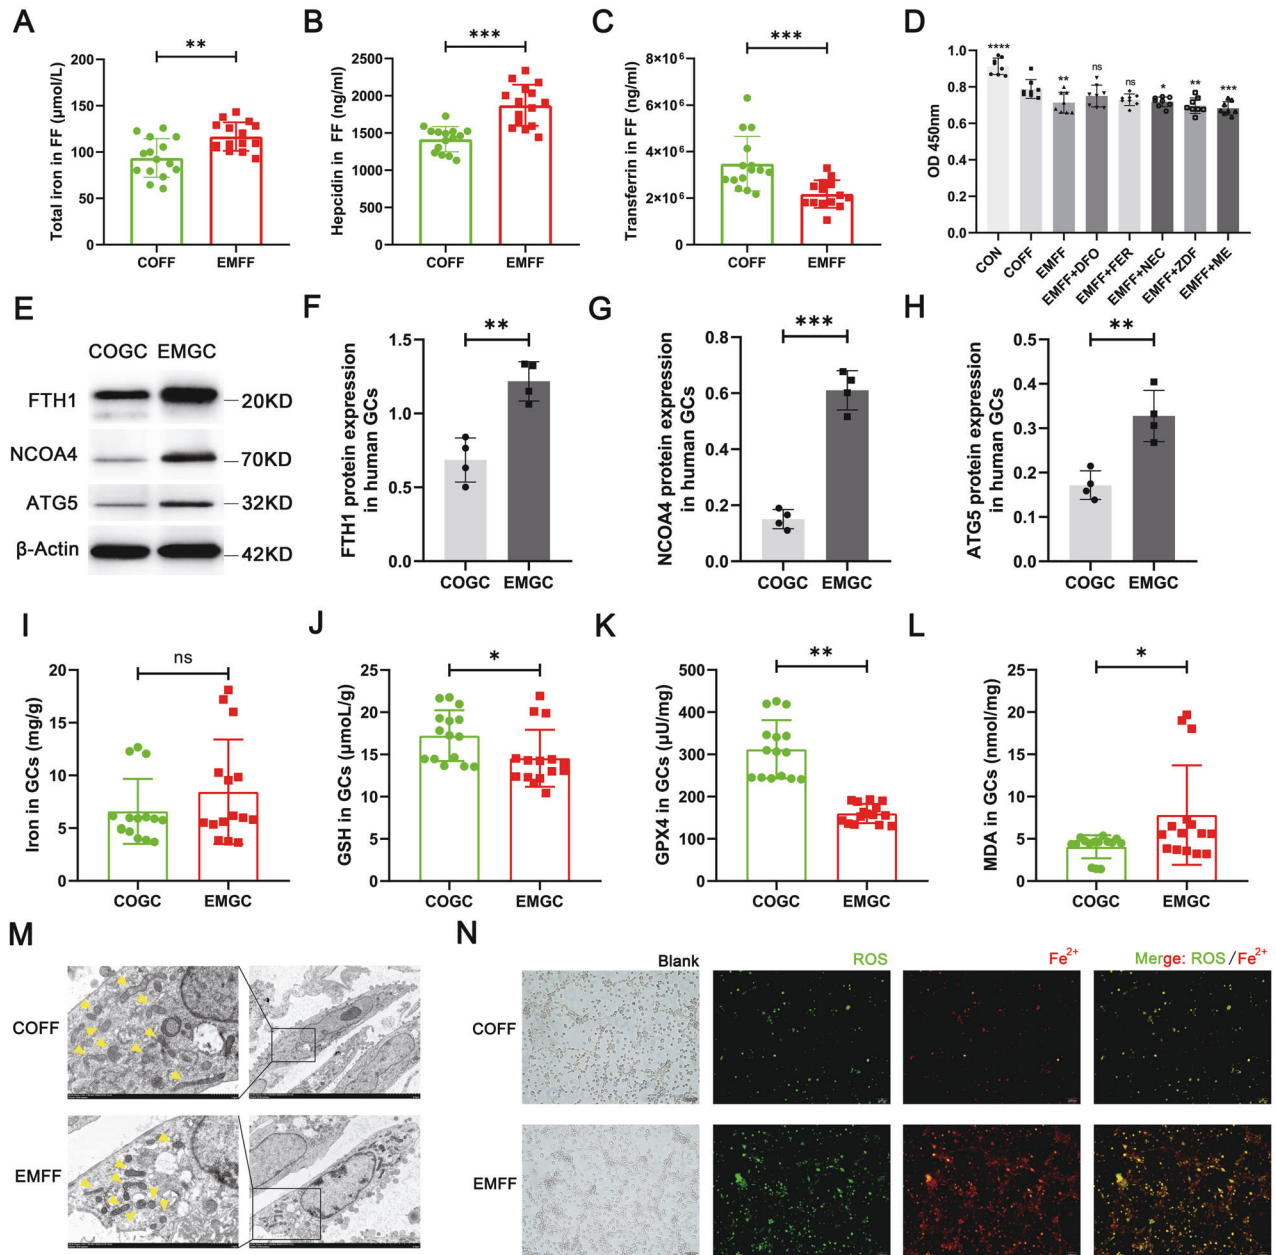 A
**
Total iron in FF (μmol/L)
200
150
100
50
0
COFF
EMFF
B
***
Hepcidin in FF (ng/ml)
2500
2000
1500
1000
500
0
COFF
EMFF
C
***
Transferrin in FF (ng/ml)
8×10⁶
6×10⁶
4×10⁶
2×10⁶
0
COFF
EMFF
D
OD 450nm
1.0
0.8
0.6
0.4
0.2
0.0
****
**
ns
ns
*
**
***
CON
COFF
EMFF
EMFF+DFO
EMFF+FER
EMFF+NEC
EMFF+ZDF
EMFF+ME
E
COGC EMGC
FTH1 20KD
NCOA4 70KD
ATG5 32KD
β-Actin 42KD
F
**
FTH1 protein expression
in human GCs
1.5
1.0
0.5
0.0
COGC EMGC
G
***
NCOA4 protein expression
in human GCs
0.8
0.6
0.4
0.2
0.0
COGC EMGC
H
**
ATG5 protein expression
in human GCs
0.5
0.4
0.3
0.2
0.1
0.0
COGC EMGC
I
ns
Iron in GCs (mg/g)
20
15
10
5
0
COGC EMGC
J
*
GSH in GCs (μmoL/g)
25
20
15
10
5
0
COGC EMGC
K
**
GPX4 in GCs (μU/mg)
500
400
300
200
100
0
COGC EMGC
L
*
MDA in GCs (nmol/mg)
25
20
15
10
5
0
COGC EMGC
M
COFF
EMFF
N
Blank
ROS
Fe²⁺
Merge: ROS /Fe²⁺
COFF
EMFF